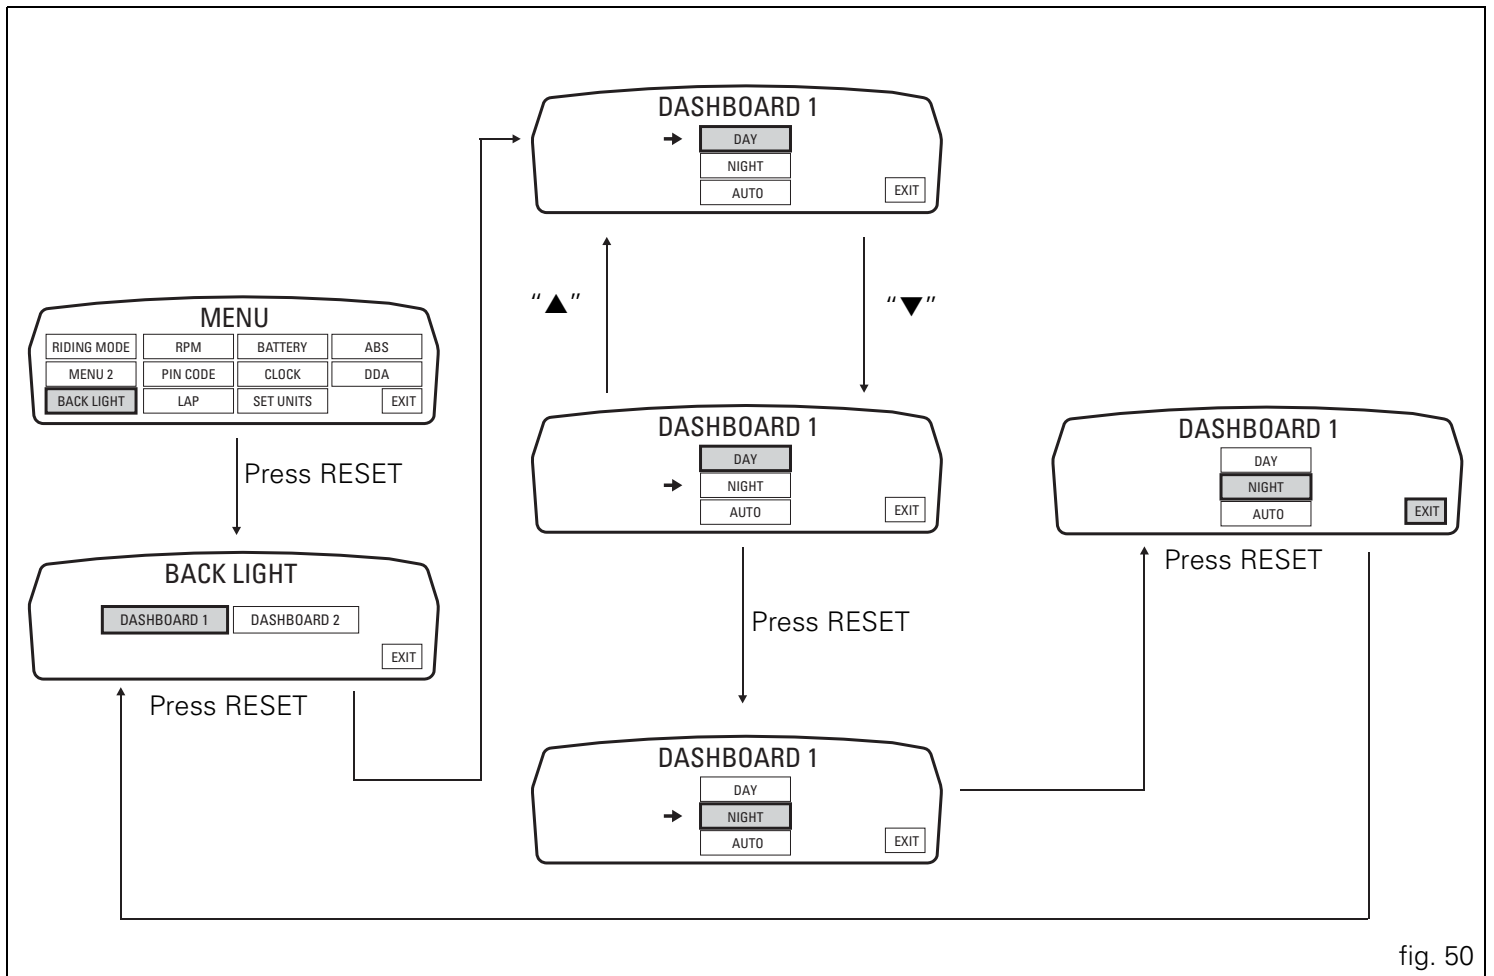 DASHBOARD 1
DAY
NIGHT
AUTO
EXIT
“▲”
“▼”
MENU
RIDING MODE RPM BATTERY ABS
MENU 2 PIN CODE CLOCK DDA
BACK LIGHT LAP SET UNITS EXIT
Press RESET
BACK LIGHT
DASHBOARD 1 DASHBOARD 2
EXIT
Press RESET
DASHBOARD 1
DAY
NIGHT
AUTO
EXIT
Press RESET
DASHBOARD 1
DAY
NIGHT
AUTO
EXIT
DASHBOARD 1
DAY
NIGHT
AUTO
EXIT
Press RESET
fig. 50